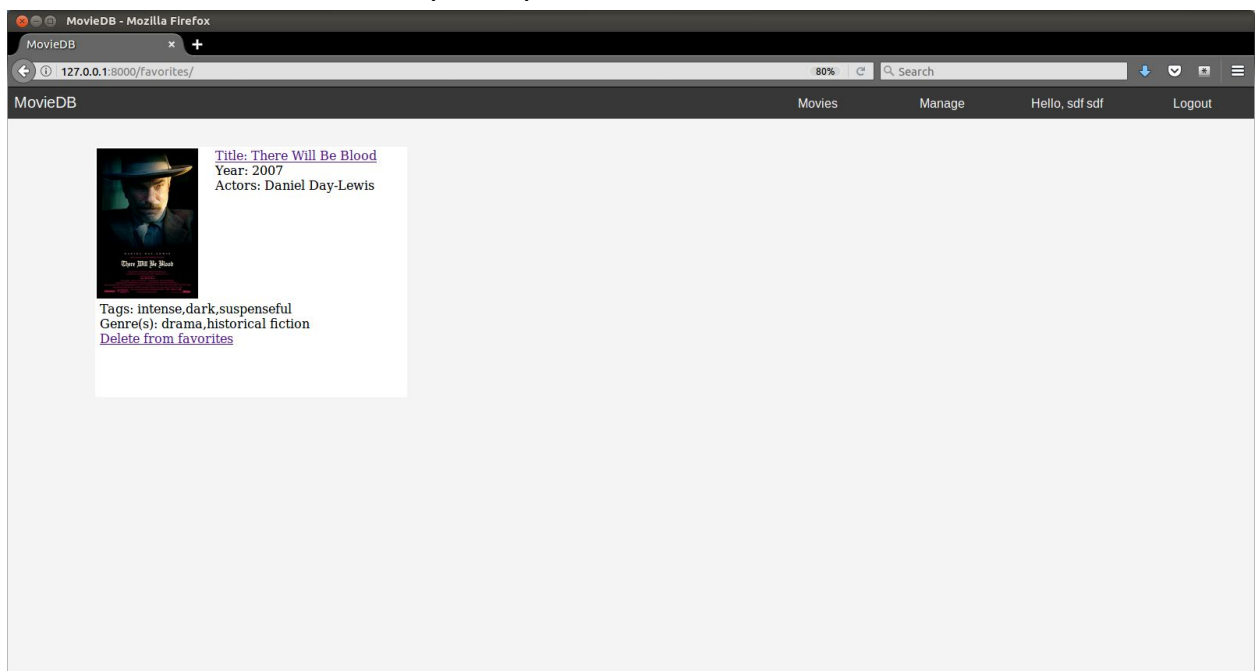 MovieDB - Mozilla Firefox
MovieDB × +
127.0.0.1:8000/favorites/ 80% Search
MovieDB Movies Manage Hello, sdf sdf Logout
Title: There Will Be Blood
Year: 2007
Actors: Daniel Day-Lewis
There Will Be Blood
Tags: intense,dark,suspenseful
Genre(s): drama,historical fiction
Delete from favorites